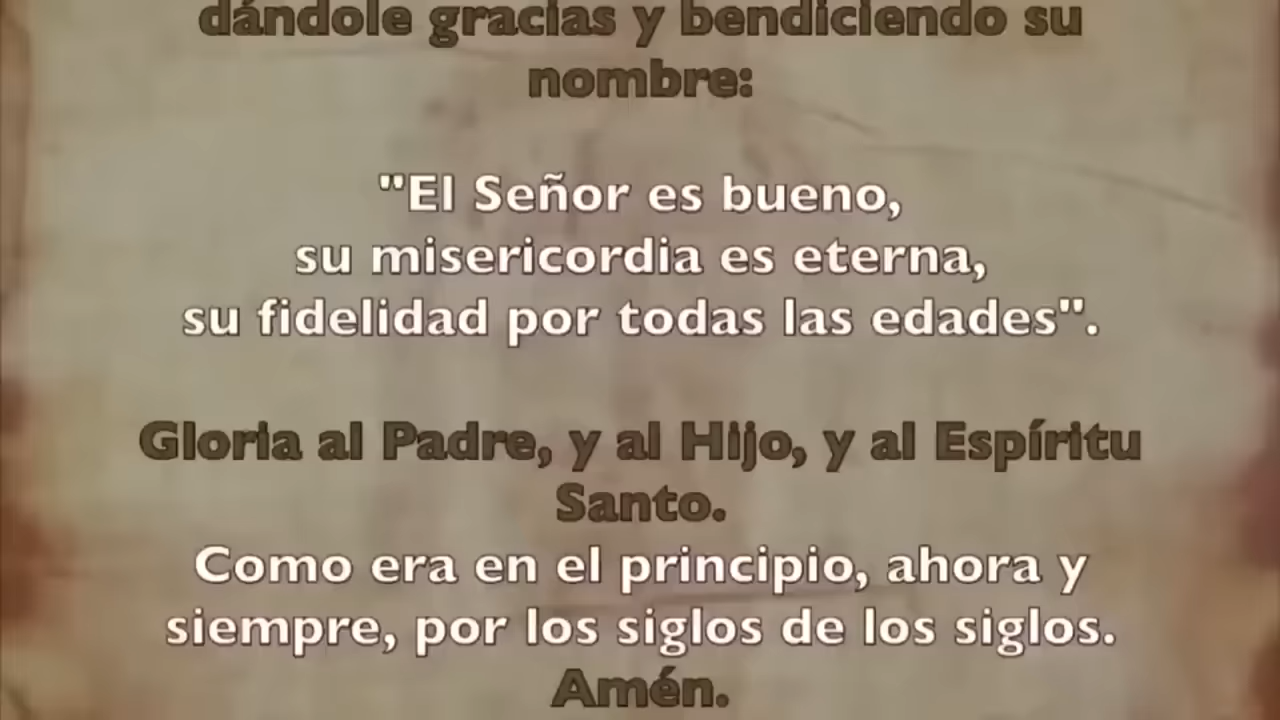 dándole gracias y bendiciendo su
nombre:
"El Señor es bueno,
su misericordia es eterna,
su fidelidad por todas las edades".
Gloria al Padre, y al Hijo, y al Espíritu
Santo.
Como era en el principio, ahora y
siempre, por los siglos de los siglos.
Amén.